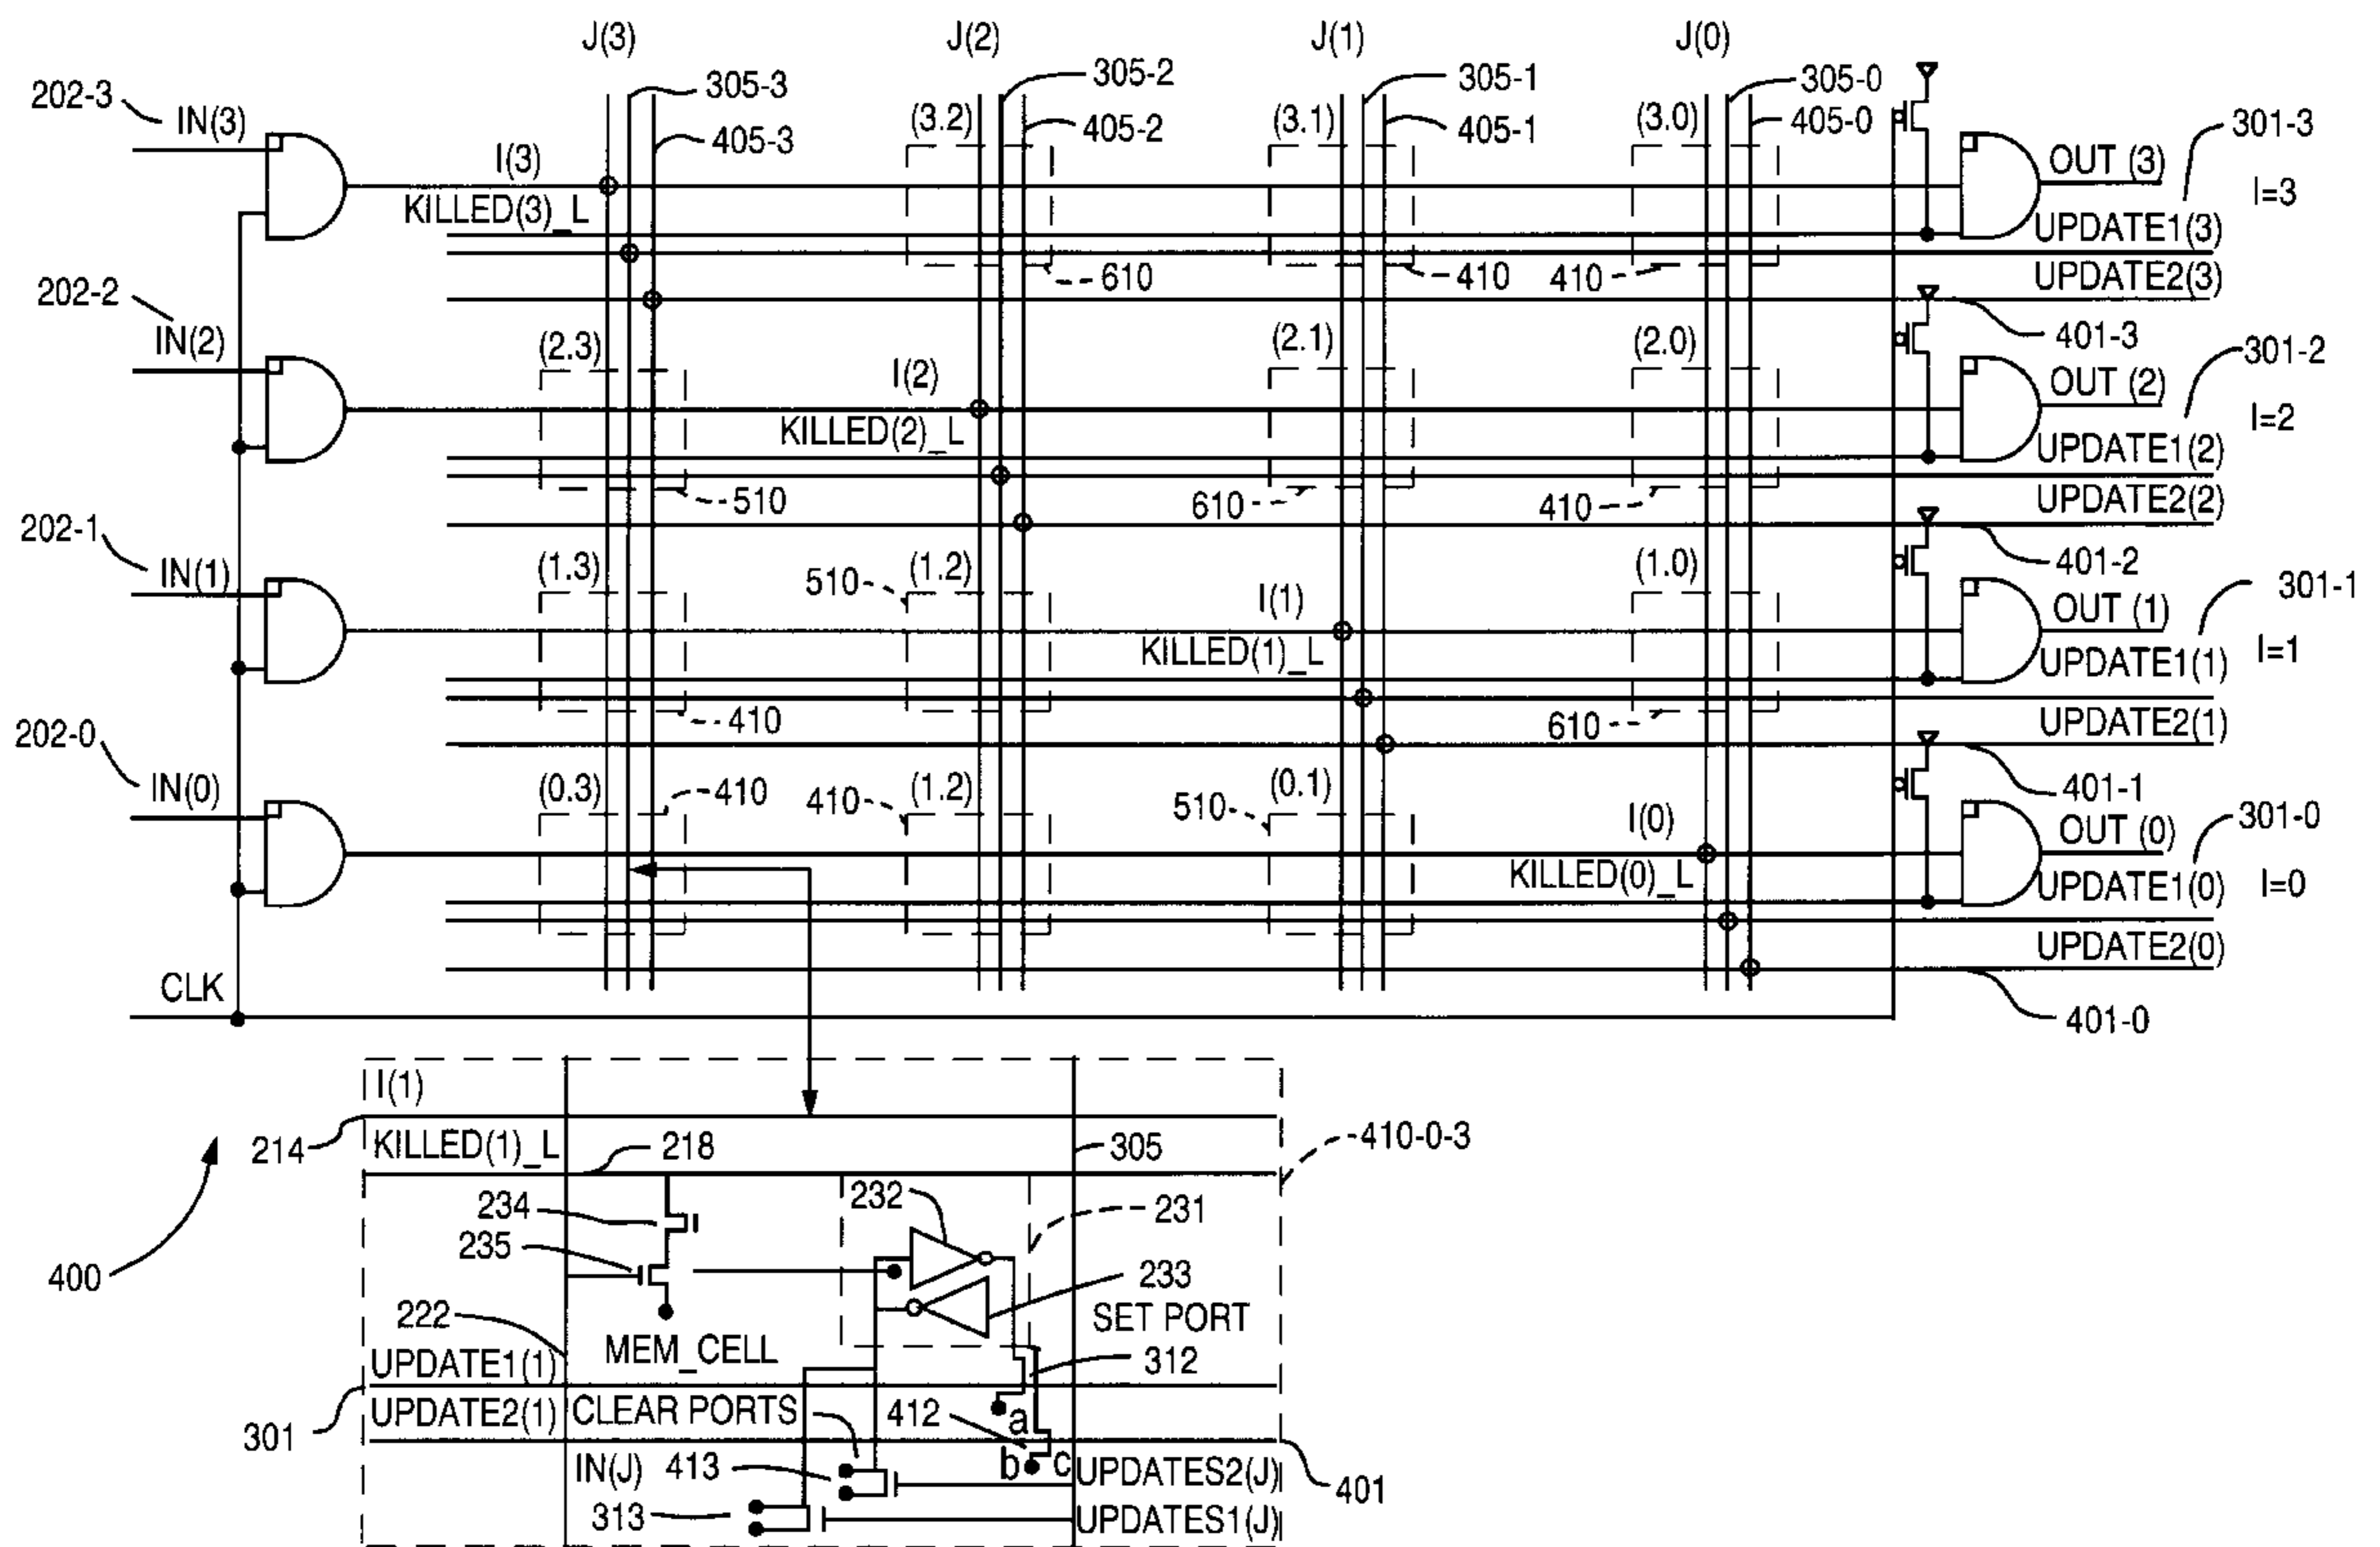 J(3) J(2) J(1) J(0)
305-3 305-2 305-1 305-0
202-3 IN(3) 405-3 (3.2) 405-2 (3.1) 405-1 (3.0) 405-0 301-3
I(3) OUT (3) I=3
KILLED(3)_L UPDATE1(3)
610 410 410 UPDATE2(3)
202-2 IN(2) (2.3) I(2) (2.1) (2.0) 401-3 301-2
OUT (2) I=2
KILLED(2)_L UPDATE1(2)
510 610 410 UPDATE2(2)
202-1 IN(1) (1.3) 510 (1.2) I(1) (1.0) 401-2 301-1
OUT (1) I=1
KILLED(1)_L UPDATE1(1)
410 610 UPDATE2(1)
202-0 IN(0) (0.3) 410 410 (1.2) 510 (0.1) I(0) 401-1 301-0
OUT (0) I=0
KILLED(0)_L UPDATE1(0)
UPDATE2(0)
CLK 401-0
I(1)
214 KILLED(1)_L 218 305 410-0-3
234 232 231
235 233
400 222 MEM_CELL SET PORT
UPDATE1(1) 312
301 UPDATE2(1) CLEAR PORTS 412 a
IN(J) 413 b c UPDATES2(J) 401
313 UPDATES1(J)